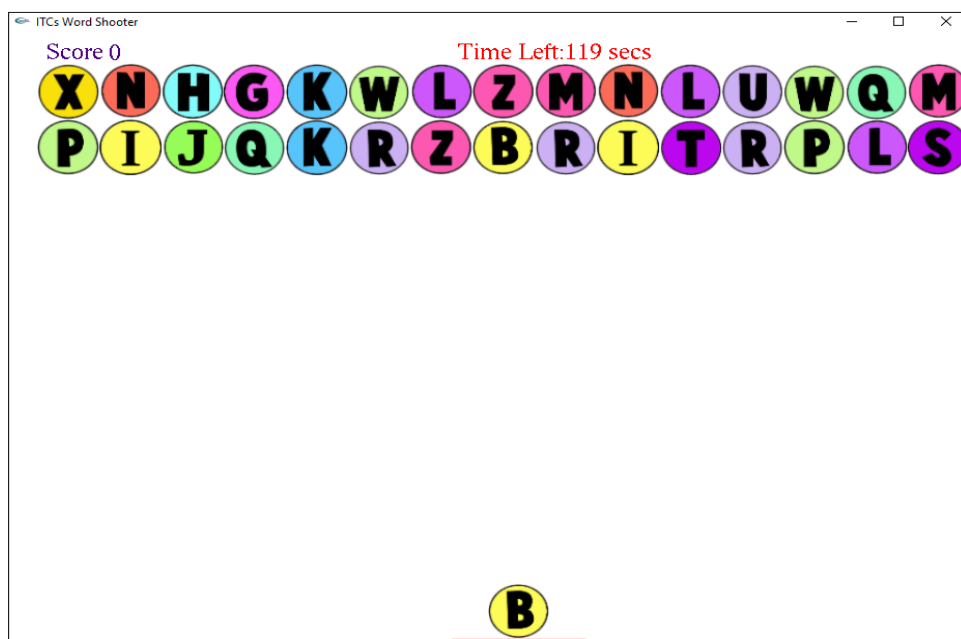 ITCs Word Shooter
Score 0 Time Left:119 secs
X N H G K W L Z M N L U W Q M
P I J Q K R Z B R I T R P L S
B